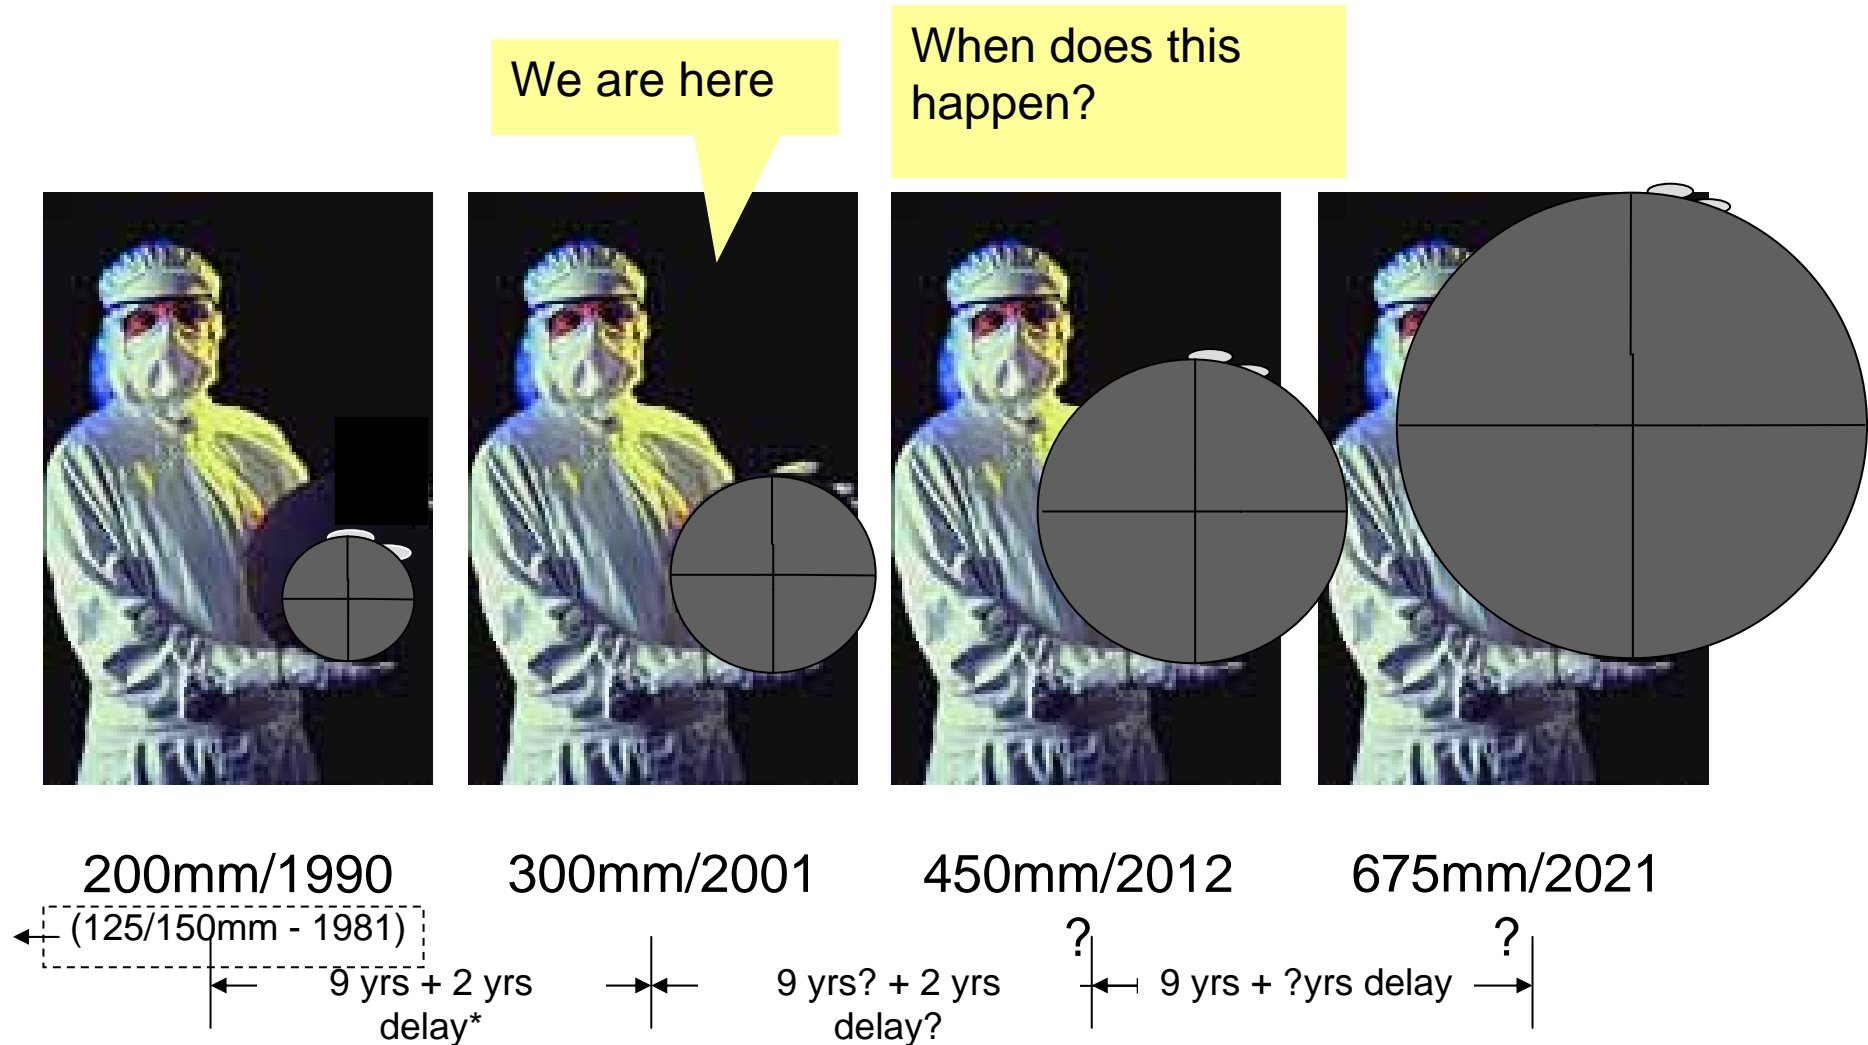 We are here
When does this
happen?
200mm/1990
300mm/2001
450mm/2012
?
675mm/2021
?
(125/150mm - 1981)
9 yrs + 2 yrs
delay*
9 yrs? + 2 yrs
delay?
9 yrs + ?yrs delay